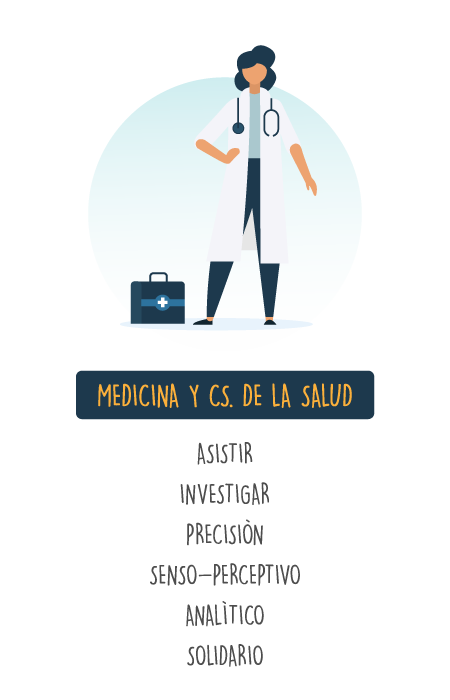 MEDICINA Y CS. DE LA SALUD
ASISTIR
INVESTIGAR
PRECISIÒN
SENSO-PERCEPTIVO
ANALÌTICO
SOLIDARIO